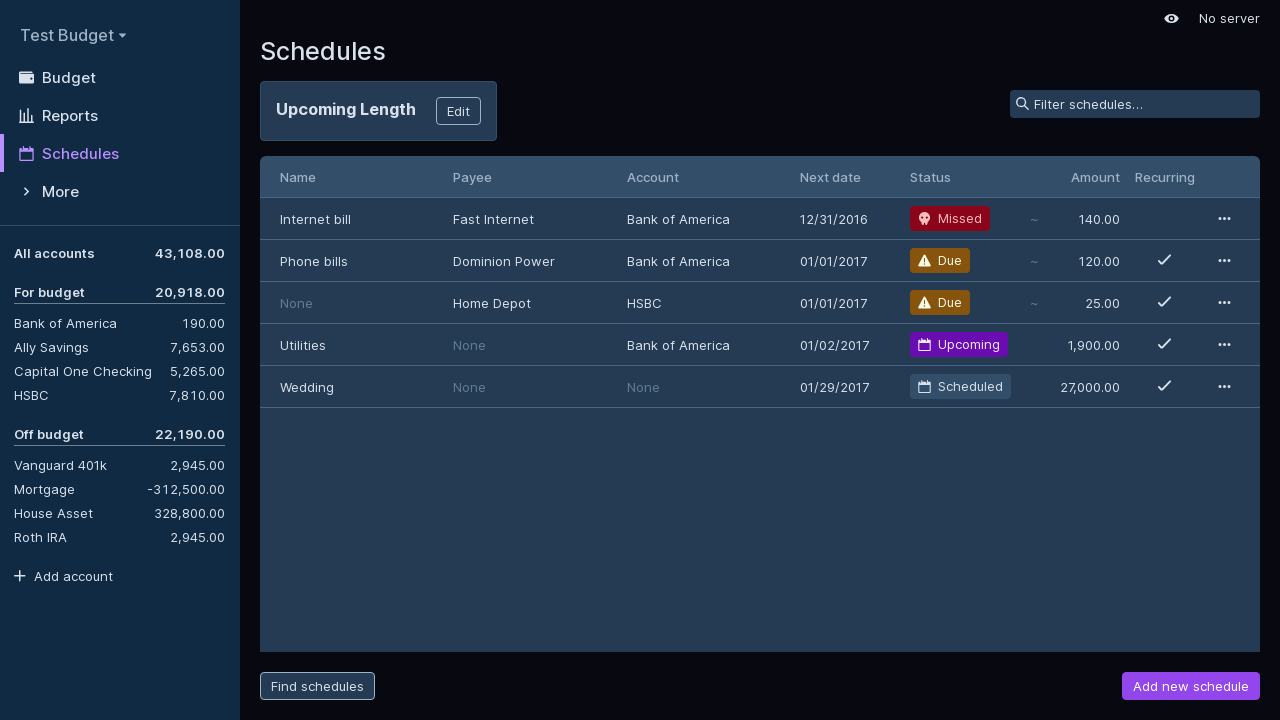 Test Budget
Budget
Reports
Schedules
More
All accounts 43,108.00
For budget 20,918.00
Bank of America 190.00
Ally Savings 7,653.00
Capital One Checking 5,265.00
HSBC 7,810.00
Off budget 22,190.00
Vanguard 401k 2,945.00
Mortgage -312,500.00
House Asset 328,800.00
Roth IRA 2,945.00
Add account
No server
Schedules
Upcoming Length Edit
Filter schedules...
Name Payee Account Next date Status Amount Recurring
Internet bill Fast Internet Bank of America 12/31/2016 Missed ~ 140.00
Phone bills Dominion Power Bank of America 01/01/2017 Due ~ 120.00
None Home Depot HSBC 01/01/2017 Due ~ 25.00
Utilities None Bank of America 01/02/2017 Upcoming 1,900.00
Wedding None None 01/29/2017 Scheduled 27,000.00
Find schedules Add new schedule